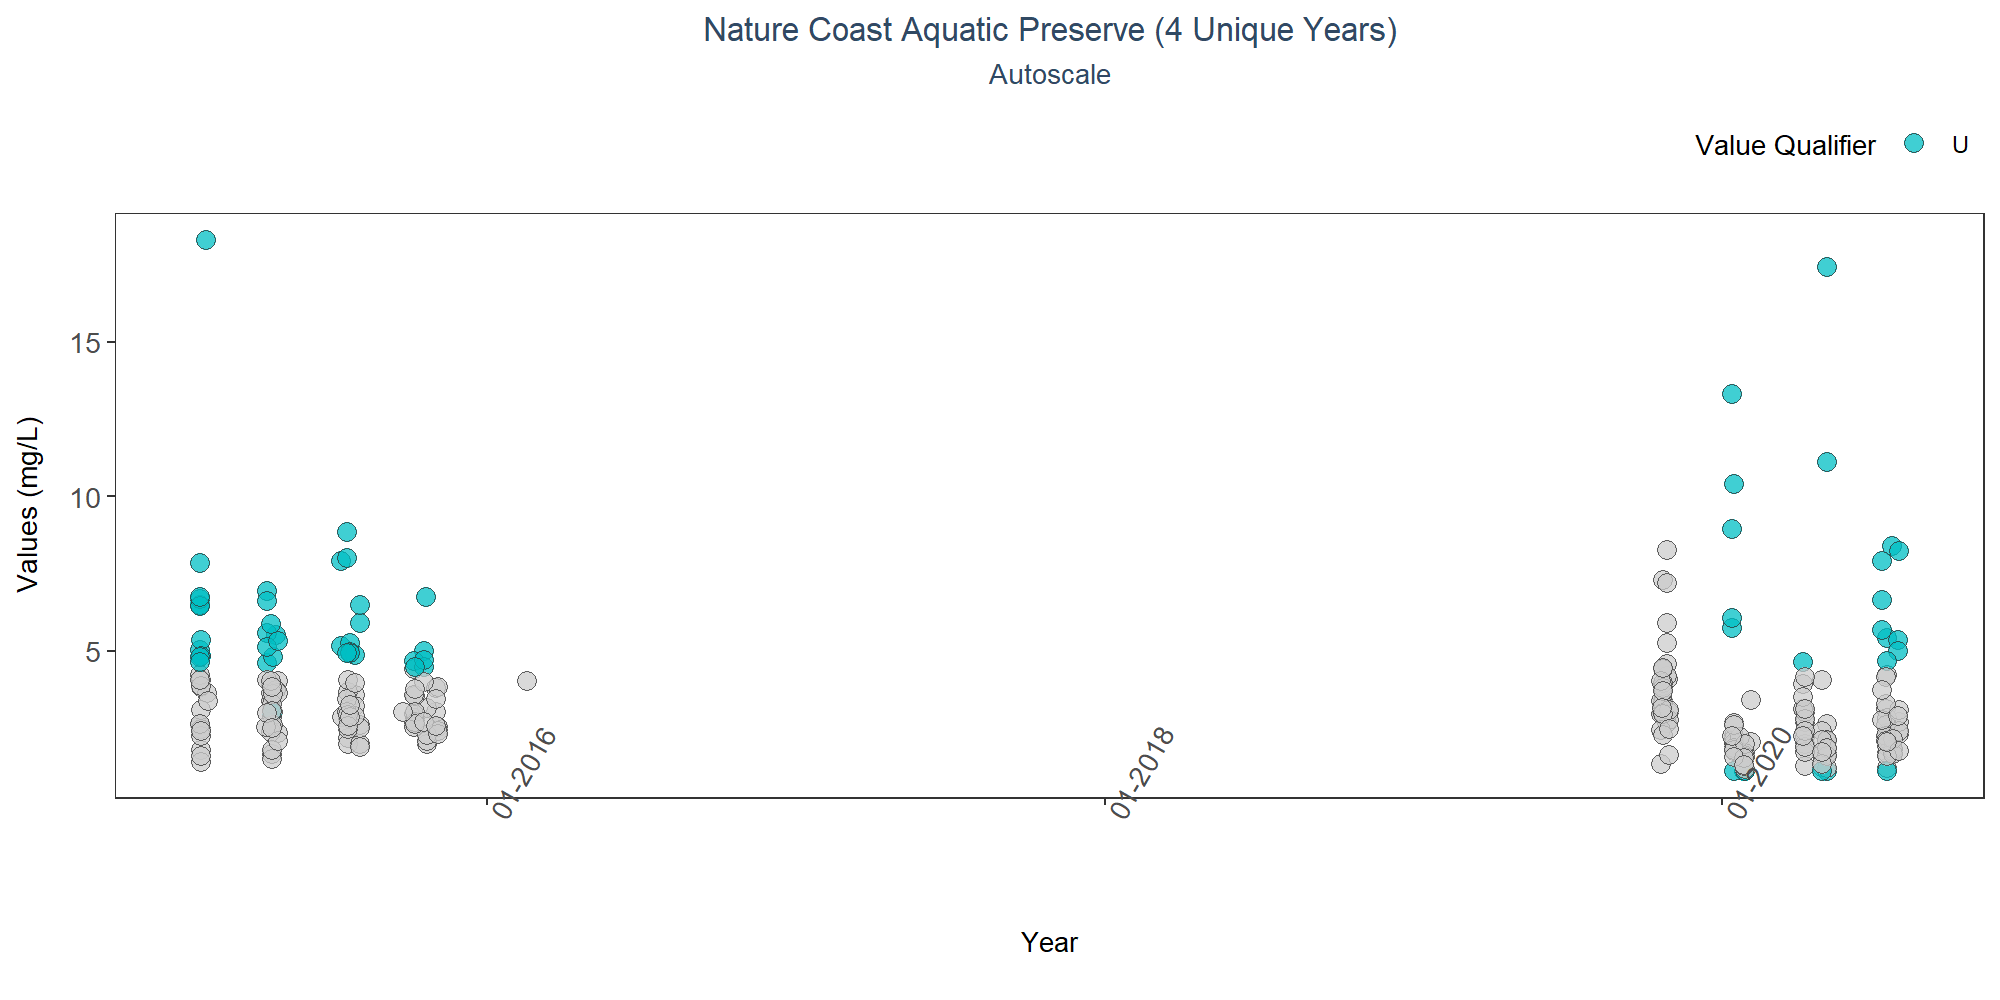 Nature Coast Aquatic Preserve (4 Unique Years)
Autoscale
Value Qualifier U
Values (mg/L)
15
10
5
01-2016
01-2018
01-2020
Year